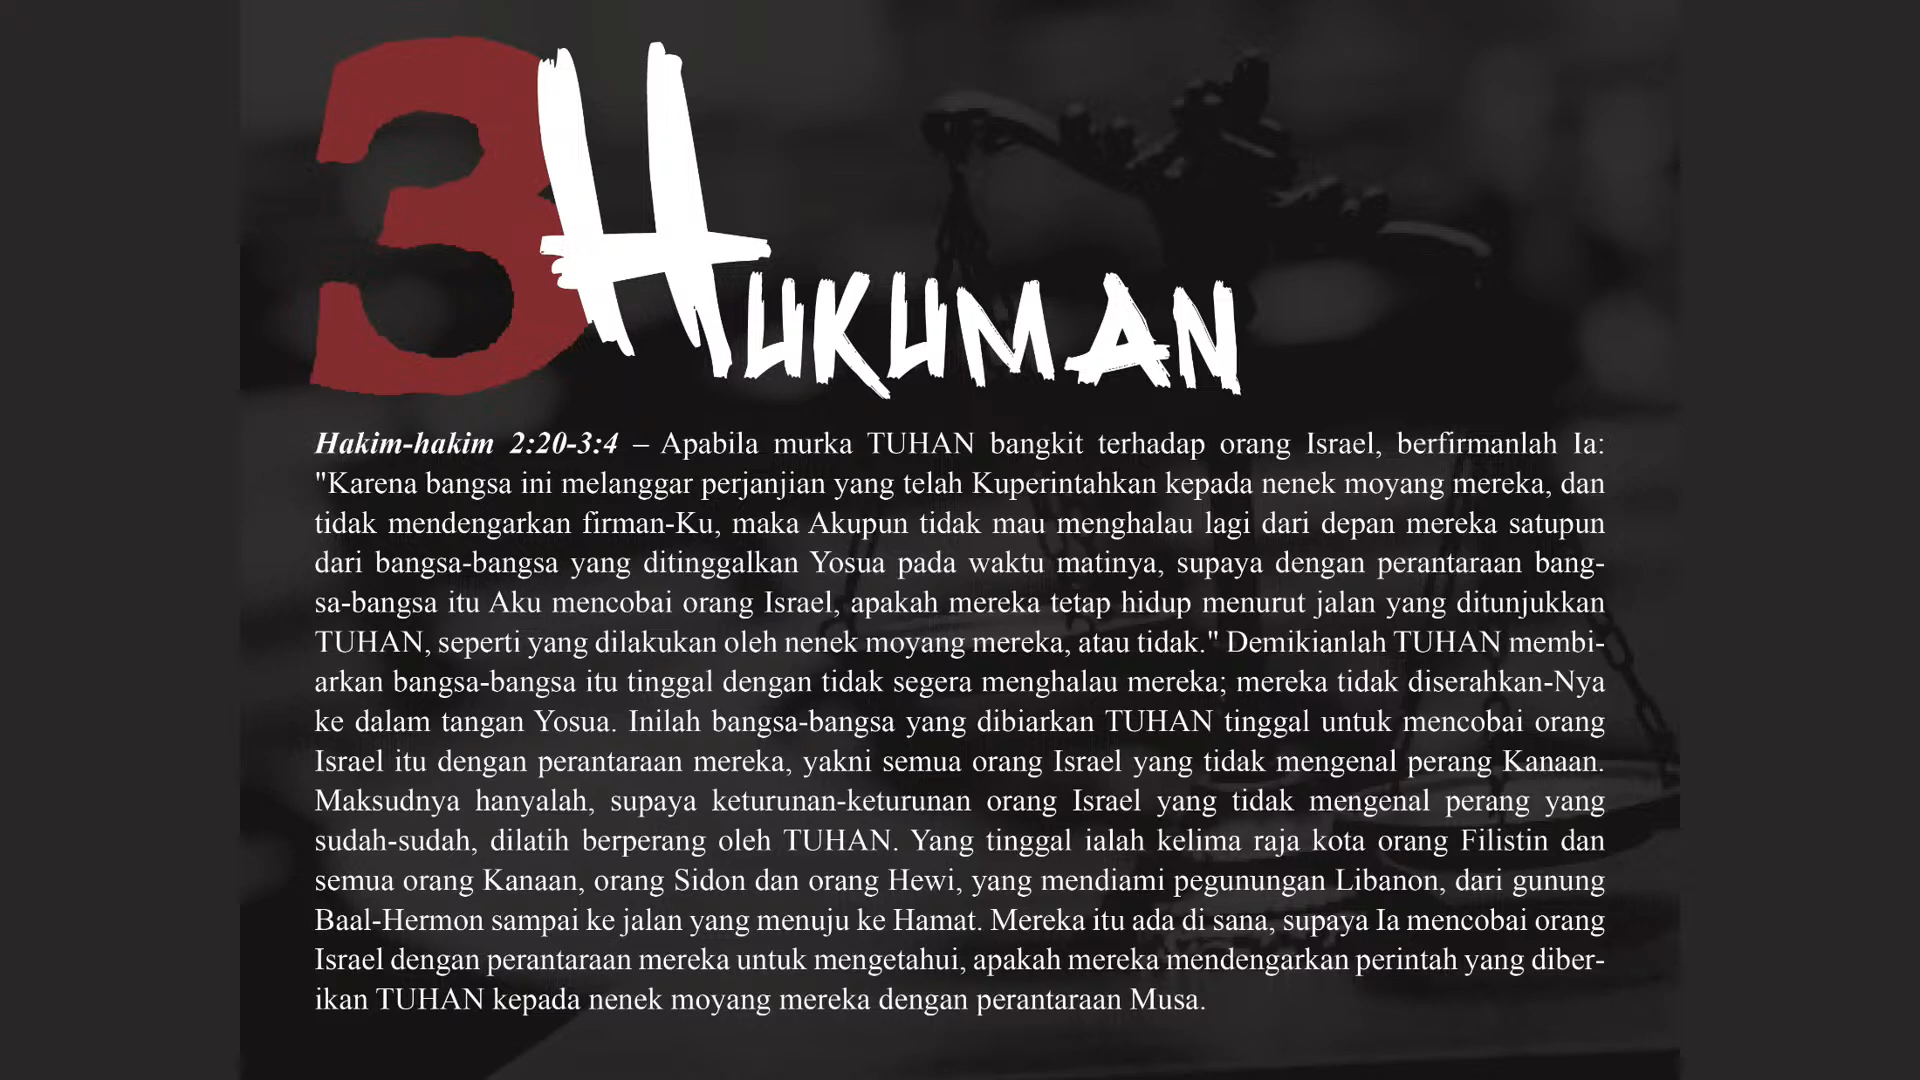 3 HUKUMAN
Hakim-hakim 2:20-3:4 – Apabila murka TUHAN bangkit terhadap orang Israel, berfirmanlah Ia:
"Karena bangsa ini melanggar perjanjian yang telah Kuperintahkan kepada nenek moyang mereka, dan
tidak mendengarkan firman-Ku, maka Akupun tidak mau menghalau lagi dari depan mereka satupun
dari bangsa-bangsa yang ditinggalkan Yosua pada waktu matinya, supaya dengan perantaraan bang-
sa-bangsa itu Aku mencobai orang Israel, apakah mereka tetap hidup menurut jalan yang ditunjukkan
TUHAN, seperti yang dilakukan oleh nenek moyang mereka, atau tidak." Demikianlah TUHAN membi-
arkan bangsa-bangsa itu tinggal dengan tidak segera menghalau mereka; mereka tidak diserahkan-Nya
ke dalam tangan Yosua. Inilah bangsa-bangsa yang dibiarkan TUHAN tinggal untuk mencobai orang
Israel itu dengan perantaraan mereka, yakni semua orang Israel yang tidak mengenal perang Kanaan.
Maksudnya hanyalah, supaya keturunan-keturunan orang Israel yang tidak mengenal perang yang
sudah-sudah, dilatih berperang oleh TUHAN. Yang tinggal ialah kelima raja kota orang Filistin dan
semua orang Kanaan, orang Sidon dan orang Hewi, yang mendiami pegunungan Libanon, dari gunung
Baal-Hermon sampai ke jalan yang menuju ke Hamat. Mereka itu ada di sana, supaya Ia mencobai orang
Israel dengan perantaraan mereka untuk mengetahui, apakah mereka mendengarkan perintah yang diber-
ikan TUHAN kepada nenek moyang mereka dengan perantaraan Musa.